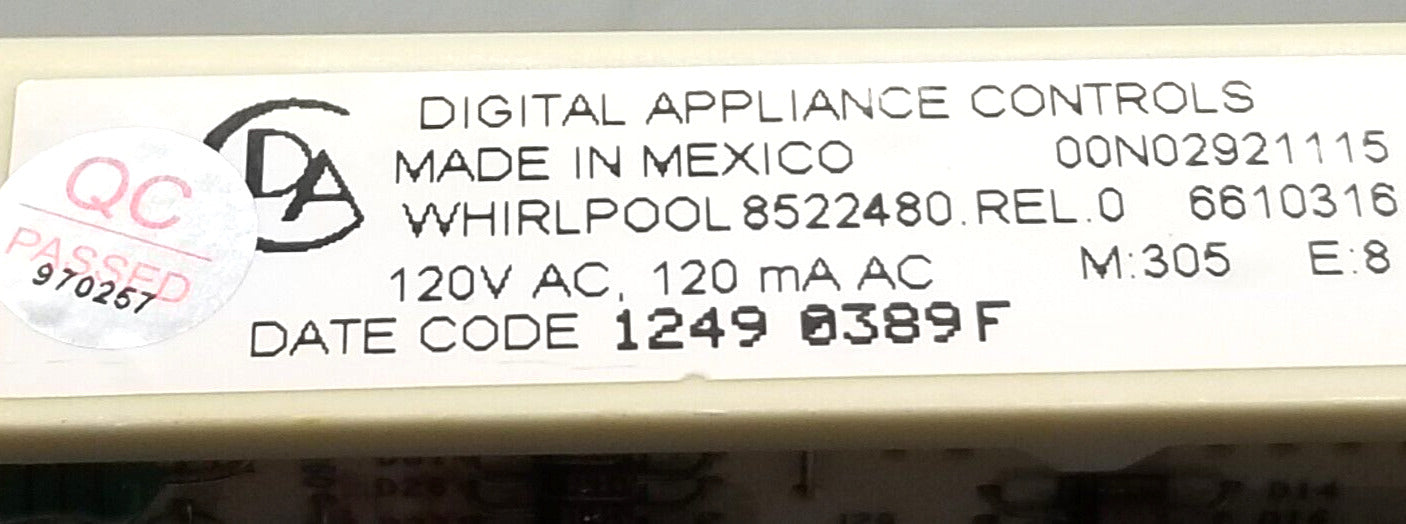 DIGITAL APPLIANCE CONTROLS
DA
MADE IN MEXICO 00N02921115
WHIRLPOOL 8522480.REL.0 6610316
120V AC, 120 mA AC M:305 E:8
DATE CODE 1249 0389F
QC
PASSED
970257
D14